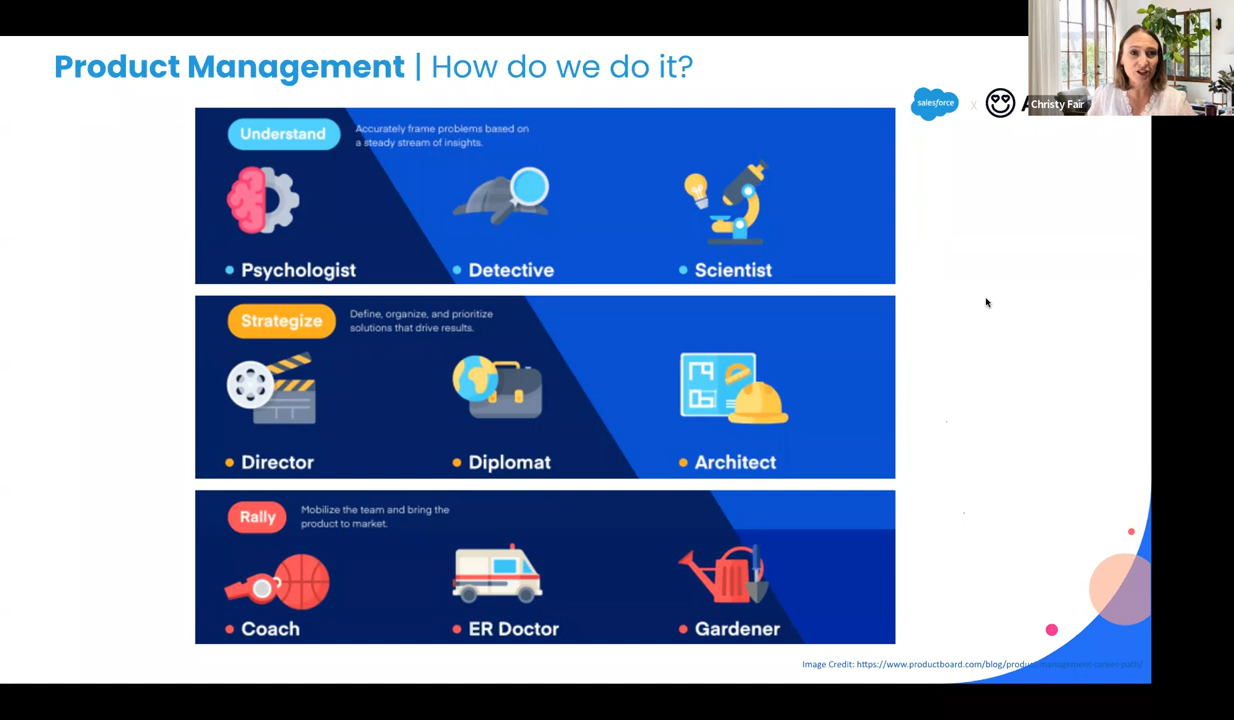 Product Management | How do we do it?
salesforce
x
Christy Fair
Understand
Accurately frame problems based on
a steady stream of insights.
Psychologist
Detective
Scientist
Strategize
Define, organize, and prioritize
solutions that drive results.
Director
Diplomat
Architect
Rally
Mobilize the team and bring the
product to market.
Coach
ER Doctor
Gardener
Image Credit: https://www.productboard.com/blog/product-management-career-path/